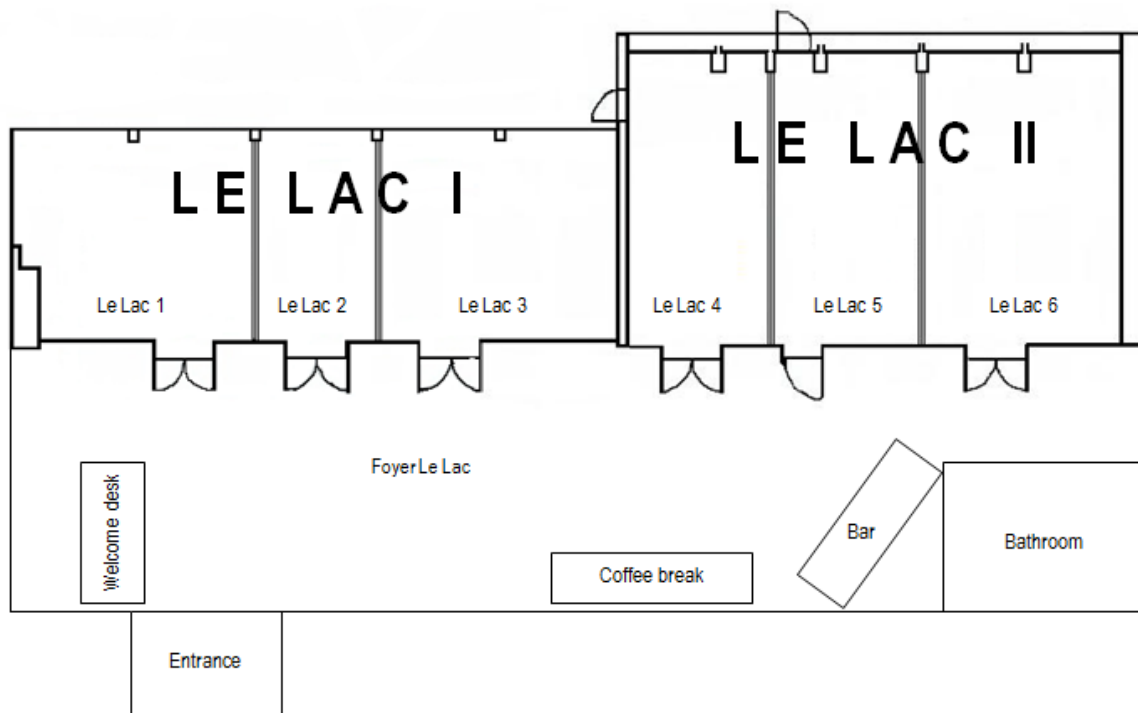 LE LAC II
LE LAC I
Le Lac 1
Le Lac 2
Le Lac 3
Le Lac 4
Le Lac 5
Le Lac 6
Foyer Le Lac
Welcome desk
Bar
Bathroom
Coffee break
Entrance